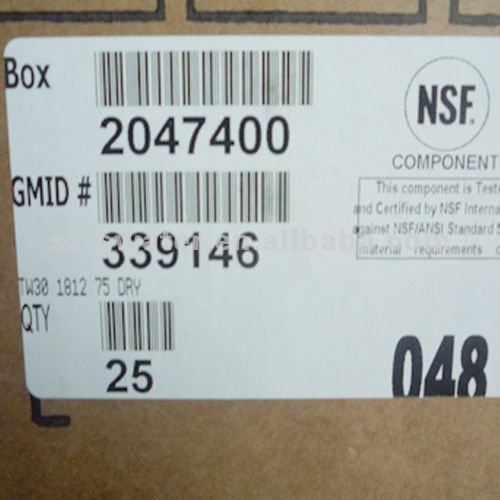 Box
2047400
NSF.
COMPONENT
GMID #
339146
This component is Teste
and Certified by NSF Interna
against NSF/ANSI Standard
material requirements o
TW30 1812 75 DRY
QTY
25
048